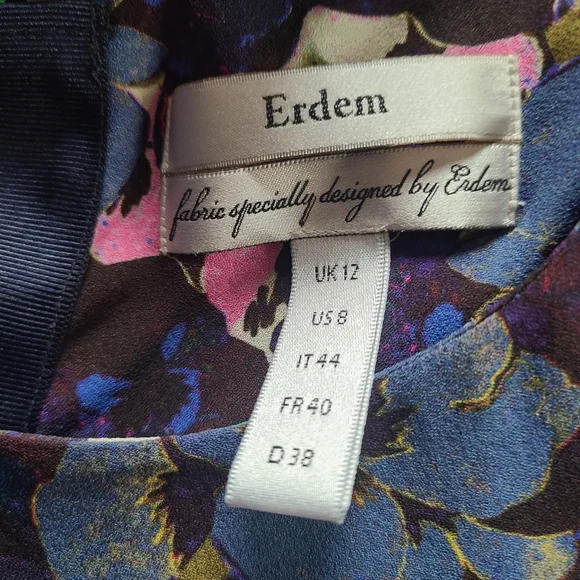 Erdem
fabric specially designed by Erdem
UK 12
US 8
IT 44
FR 40
D 38